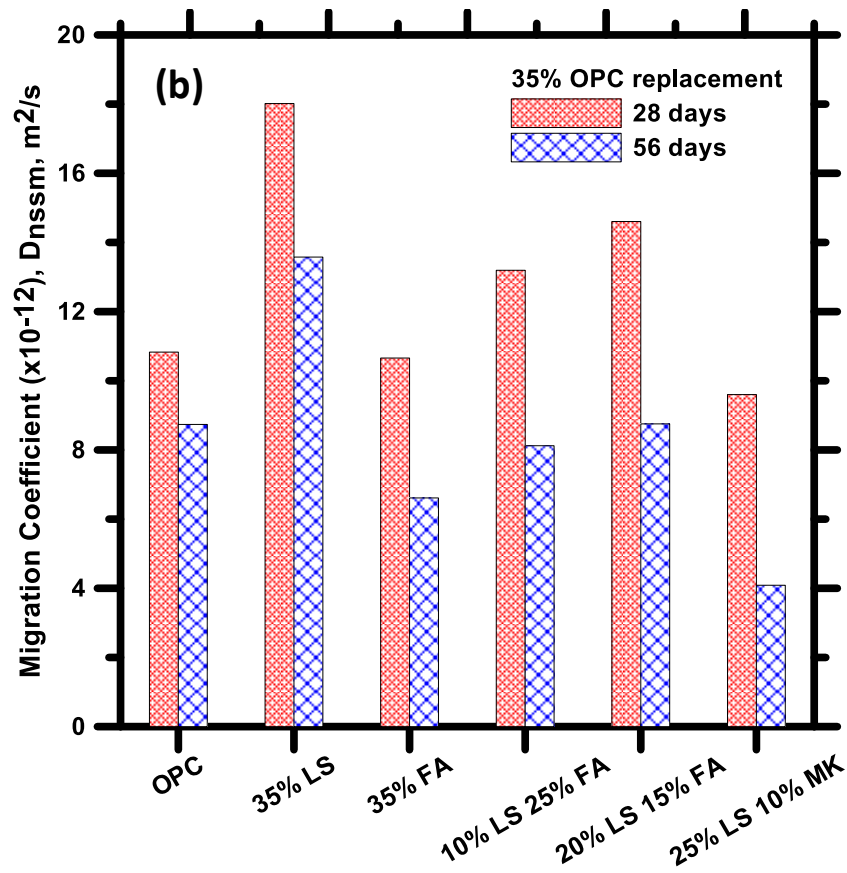 (b)
35% OPC replacement
28 days
56 days
Migration Coefficient (x10-12), Dnssm, m2/s
20
16
12
8
4
0
OPC
35% LS
35% FA
10% LS 25% FA
20% LS 15% FA
25% LS 10% MK